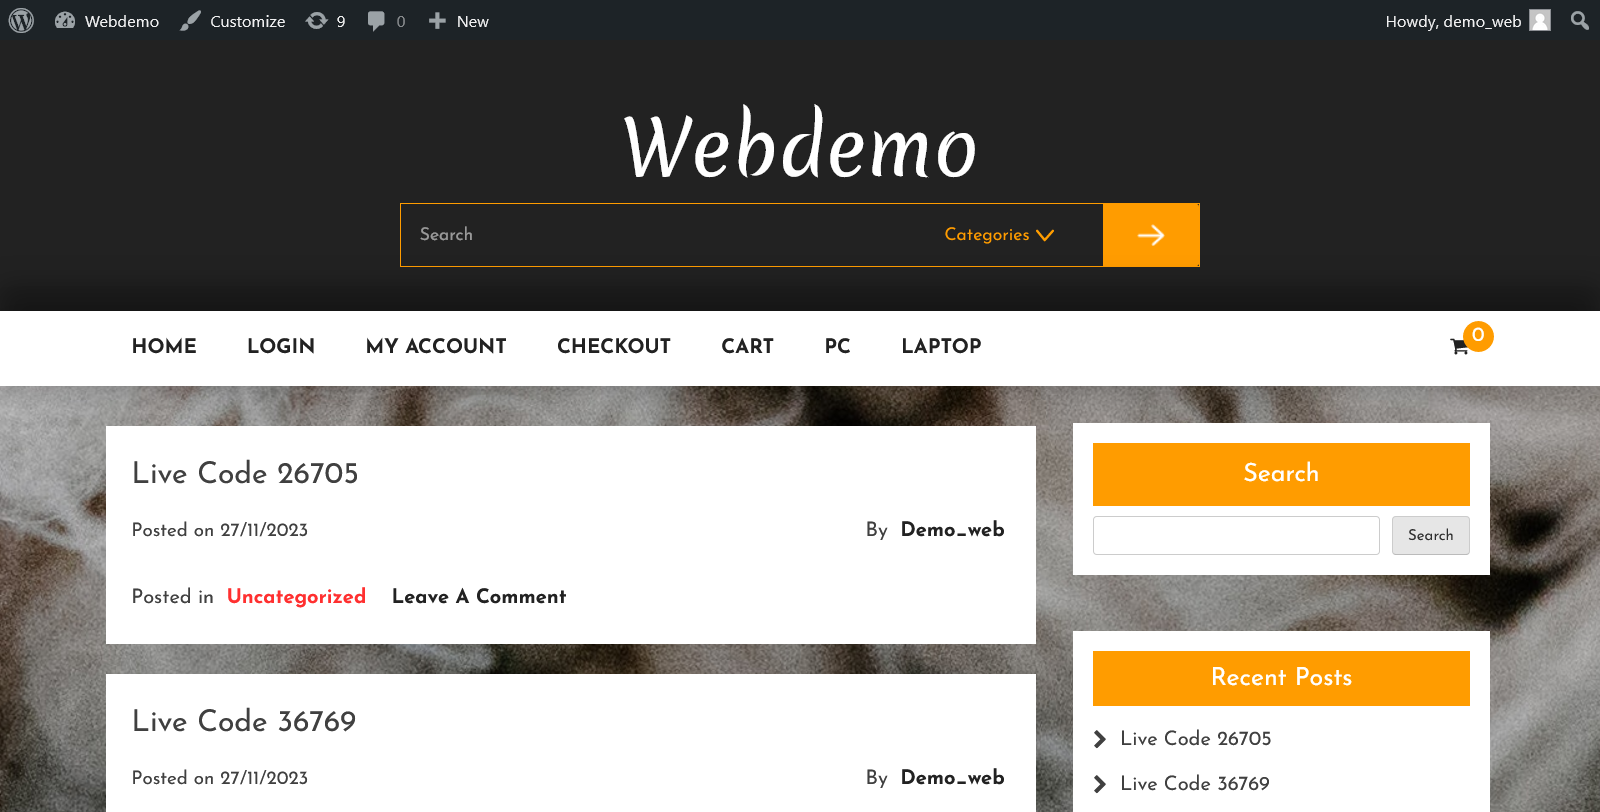 Webdemo Customize 9 0 New Howdy, demo_web
Webdemo
Search Categories
HOME LOGIN MY ACCOUNT CHECKOUT CART PC LAPTOP 0
Live Code 26705
Posted on 27/11/2023 By Demo_web
Posted in Uncategorized Leave A Comment
Live Code 36769
Posted on 27/11/2023 By Demo_web
Search
Search
Recent Posts
Live Code 26705
Live Code 36769